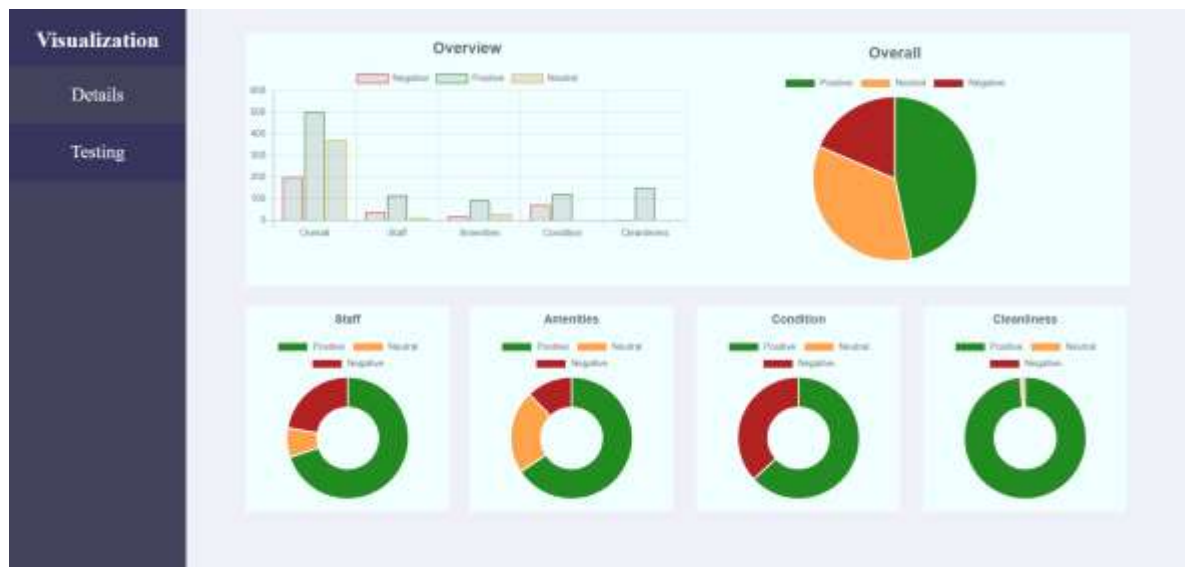 Visualization
Details
Testing
Overview
Negative Positive Neutral
600
500
400
300
200
100
0
Overall Staff Amenities Condition Cleanliness
Overall
Positive Neutral Negative
Staff
Positive Neutral
Negative
Amenities
Positive Neutral
Negative
Condition
Positive Neutral
Negative
Cleanliness
Positive Neutral
Negative